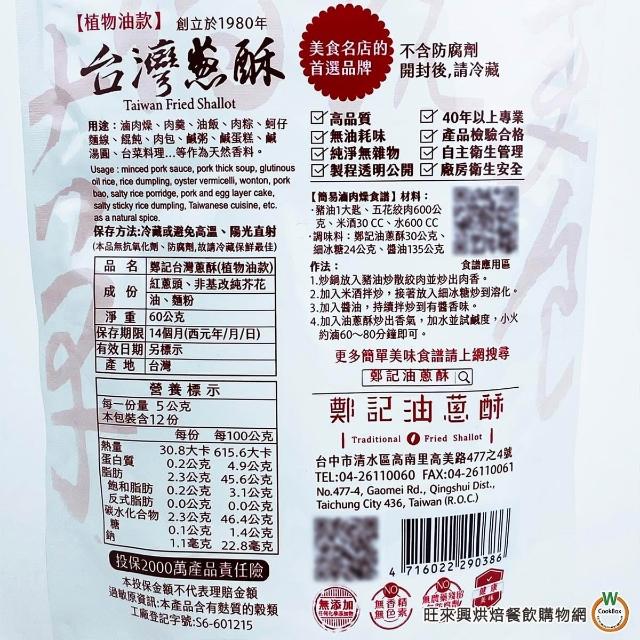 【植物油款】 創立於1980年
台灣蔥酥
Taiwan Fried Shallot
用途：滷肉燥、肉羹、油飯、肉粽、蚵仔
麵線、餛飩、肉包、鹹粥、鹹蛋糕、鹹
湯圓、台菜料理...等作為天然香料。
Usage : minced pork sauce, pork thick soup, glutinous
oil rice, rice dumpling, oyster vermicelli, wonton, pork
bao, salty rice porridge, pork and egg layer cake,
salty sticky rice dumpling, Taiwanese cuisine, etc.
as a natural spice.
保存方法:冷藏或避免高溫、陽光直射
(本品無抗氧化劑、防腐劑,故請冷藏保鮮最佳)
品 名 鄭記台灣蔥酥(植物油款)
成 份 紅蔥頭、非基改純芥花
油、麵粉
淨 重 60公克
保存期限 14個月(西元年/月/日)
有效日期 另標示
產 地 台灣
營養標示
每一份量 5公克
本包裝含12份
每份 每100公克
熱量 30.8大卡 615.6大卡
蛋白質 0.2公克 4.9公克
脂肪 2.3公克 45.6公克
飽和脂肪 0.2公克 3.1公克
反式脂肪 0.0公克 0.0公克
碳水化合物 2.3公克 46.4公克
糖 0.1公克 1.4公克
鈉 1.1毫克 22.8毫克
投保2000萬產品責任險
本投保金額不代表理賠金額
過敏原資訊:本產品含有麩質的穀類
工廠登記字號:S6-601215
美食名店的
首選品牌
不含防腐劑
開封後,請冷藏
高品質
無油耗味
純淨無雜物
製程透明公開
40年以上專業
產品檢驗合格
自主衛生管理
廠房衛生安全
【簡易滷肉燥食譜】材料：
·豬油1大匙、五花絞肉600公
克、米酒30 CC、水600 CC
·調味料：鄭記油蔥酥30公克、
細冰糖24公克、醬油135公克
食譜應用區
作法：
1.炒鍋放入豬油炒散絞肉並炒出肉香。
2.加入米酒拌炒，接著放入細冰糖炒到溶化。
3.加入醬油，持續拌炒到有醬香味。
4.加入油蔥酥炒出香氣，加水並試鹹度，小火
約滷60～80分鐘即可。
更多簡單美味食譜請上網搜尋
鄭記油蔥酥
鄭記油蔥酥
Traditional Fried Shallot
台中市清水區高南里高美路477之4號
TEL:04-26110060 FAX:04-26110061
No.477-4, Gaomei Rd., Qingshui Dist.,
Taichung City 436, Taiwan (R.O.C.)
4 716022 290386
無添加
NO
無香精
無色素
NO
旺來興烘焙餐飲購物網
W
CookBox